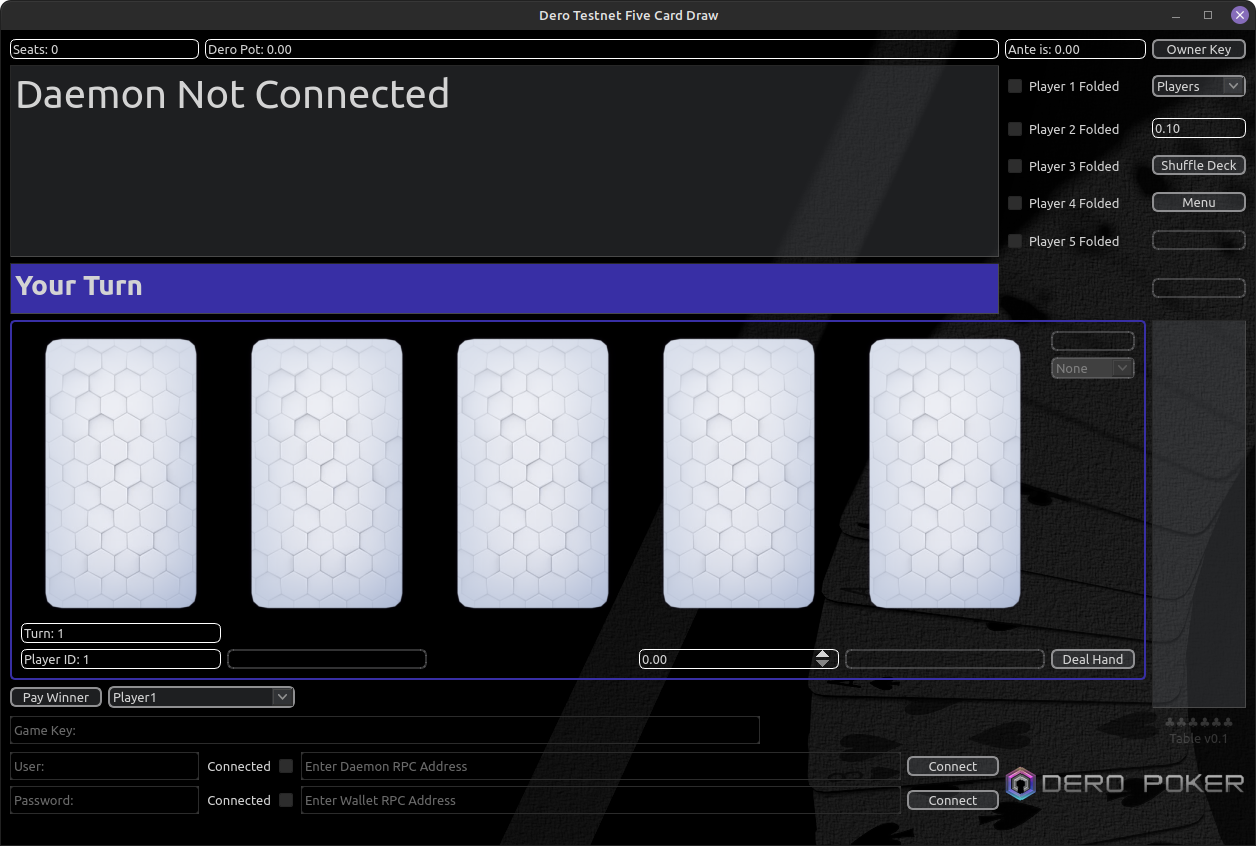 Dero Testnet Five Card Draw
Seats: 0
Dero Pot: 0.00
Ante is: 0.00
Owner Key
Daemon Not Connected
Player 1 Folded
Players
Player 2 Folded
0.10
Player 3 Folded
Shuffle Deck
Player 4 Folded
Menu
Player 5 Folded
Your Turn
None
Turn: 1
Player ID: 1
0.00
Deal Hand
Pay Winner
Player1
Game Key:
Table v0.1
User:
Connected
Enter Daemon RPC Address
Connect
Password:
Connected
Enter Wallet RPC Address
Connect
DERO POKER